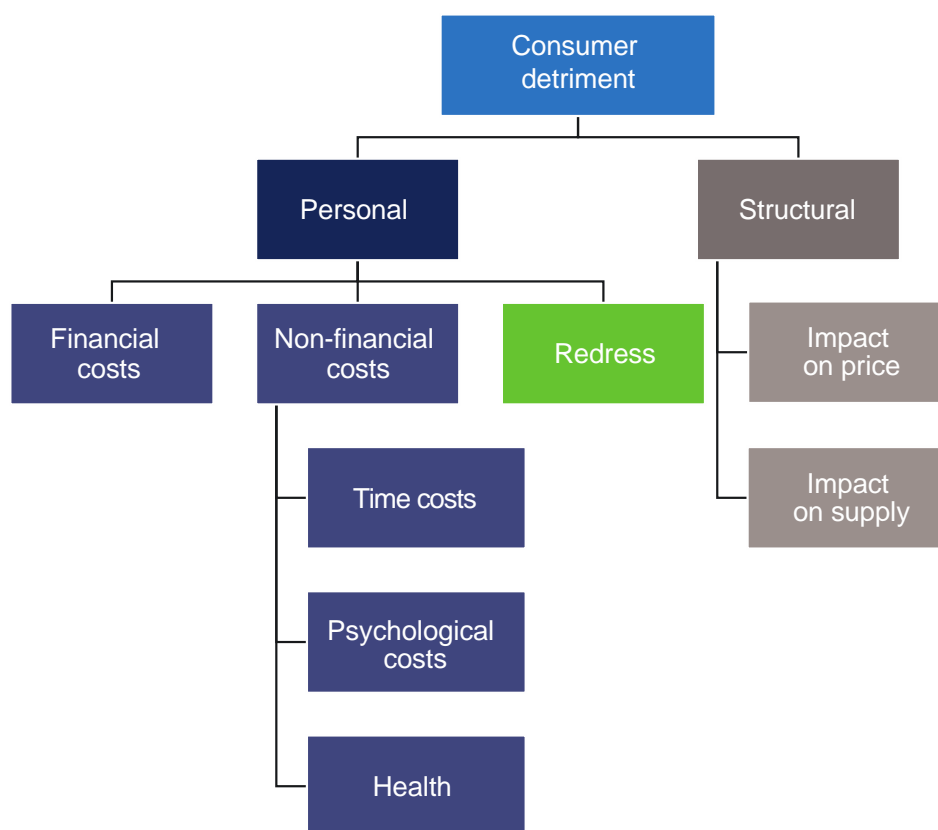 Consumer
detriment
Personal
Structural
Financial
costs
Non-financial
costs
Redress
Impact
on price
Time costs
Impact
on supply
Psychological
costs
Health